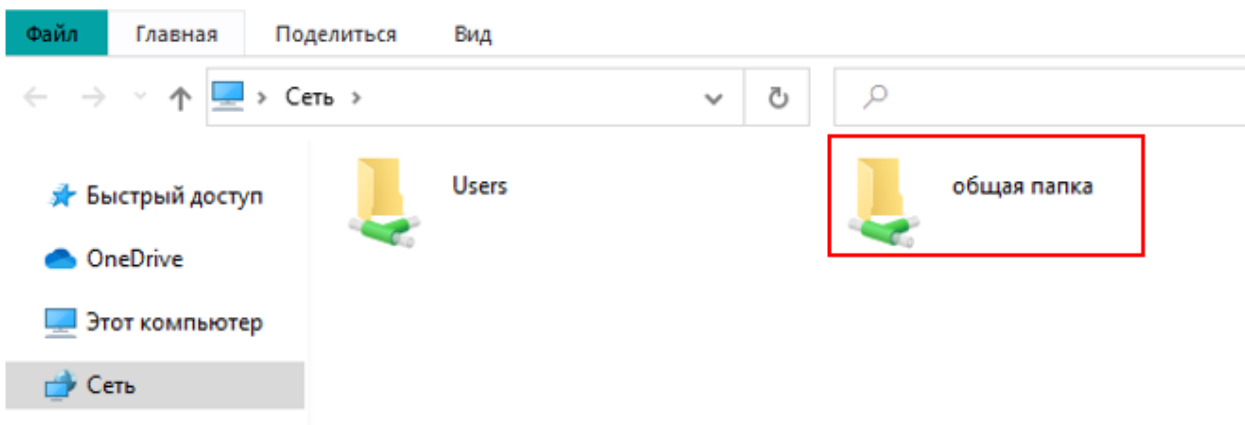 Файл Главная Поделиться Вид
Сеть
Быстрый доступ
OneDrive
Этот компьютер
Сеть
Users
общая папка